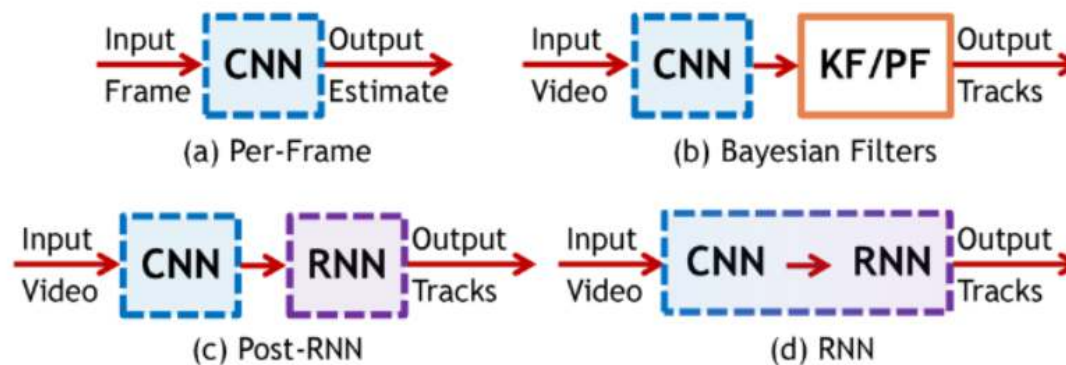 Input
Frame
CNN
Output
Estimate
(a) Per-Frame
Input
Video
CNN
KF/PF
Output
Tracks
(b) Bayesian Filters
Input
Video
CNN
RNN
Output
Tracks
(c) Post-RNN
Input
Video
CNN
RNN
Output
Tracks
(d) RNN